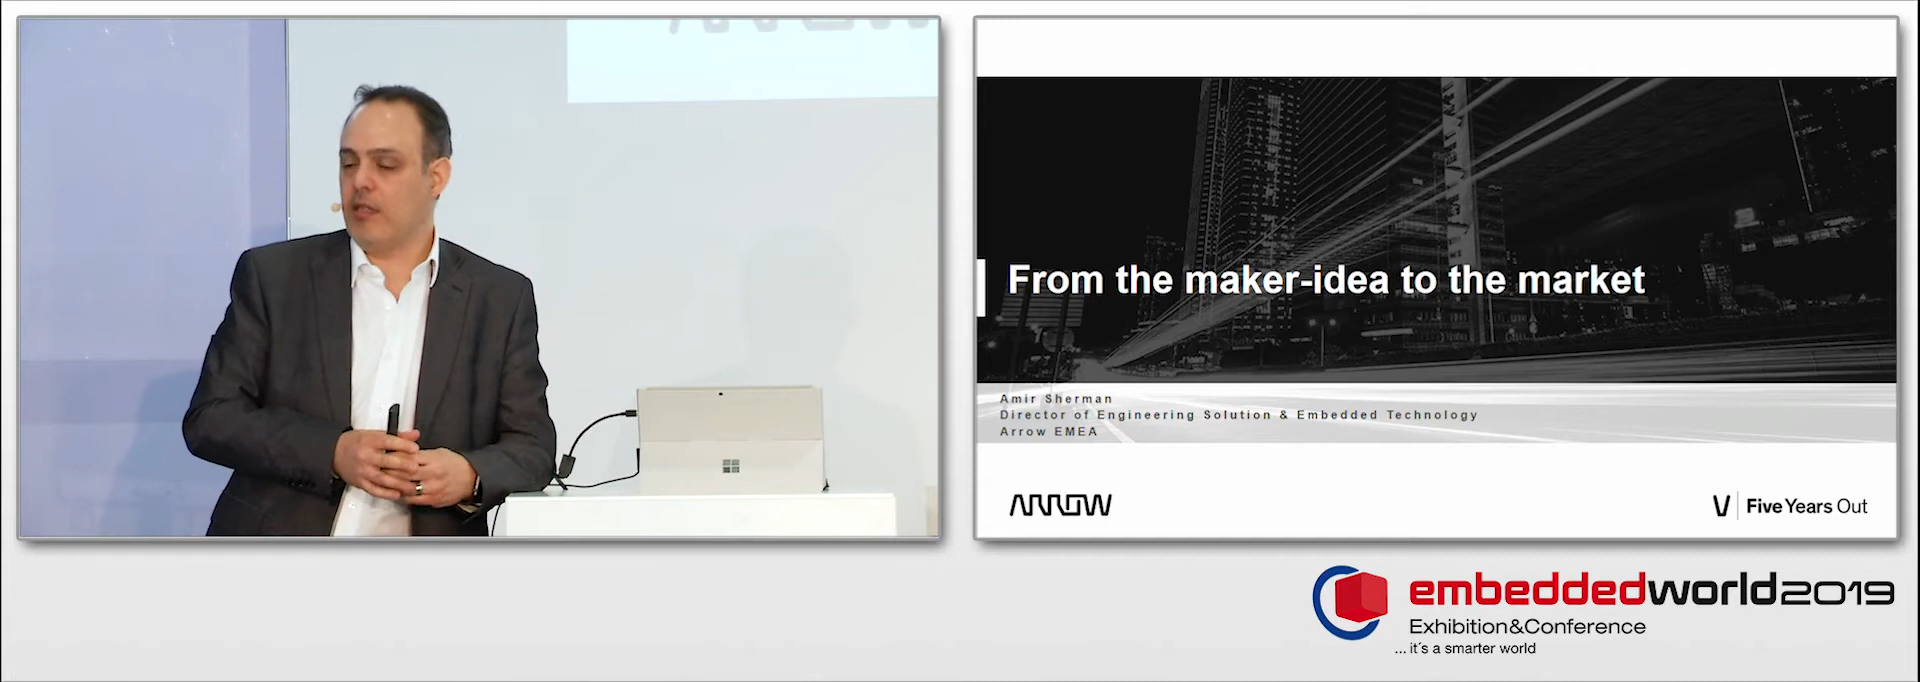 From the maker-idea to the market
Amir Sherman
Director of Engineering Solution & Embedded Technology
Arrow EMEA
ARROW
Five Years Out
embeddedworld2019
Exhibition&Conference
... it's a smarter world